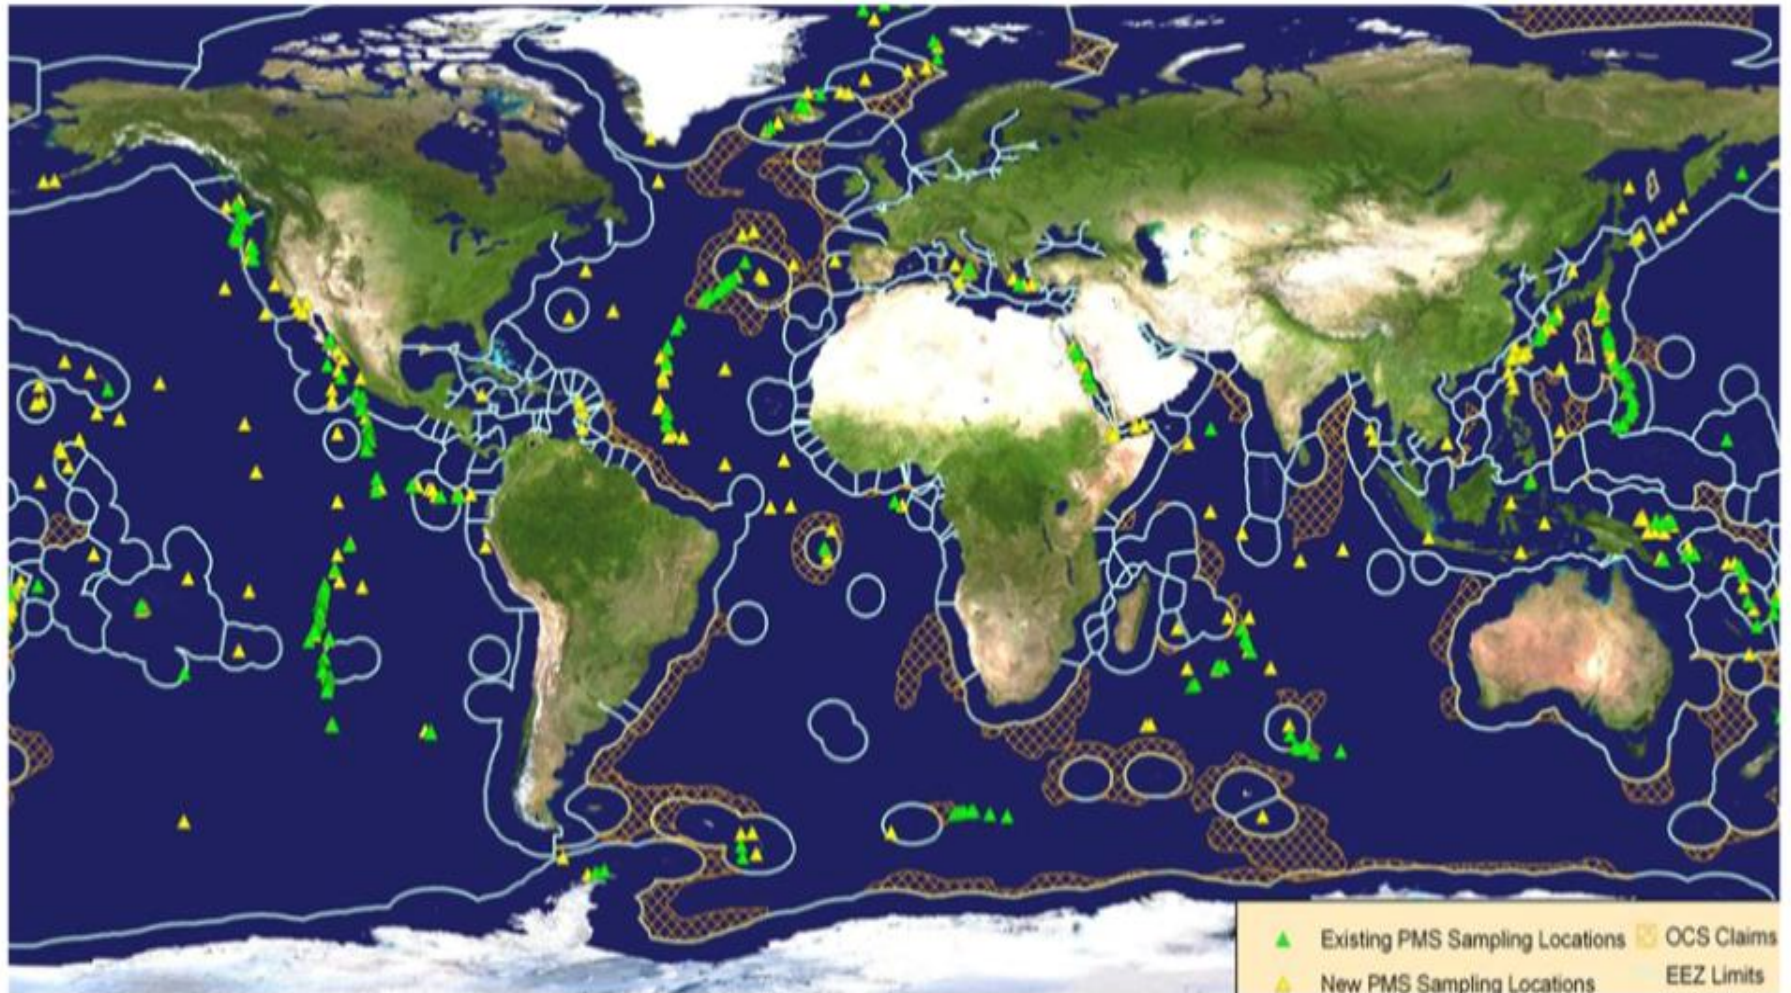 Existing PMS Sampling Locations
OCS Claims
New PMS Sampling Locations
EEZ Limits